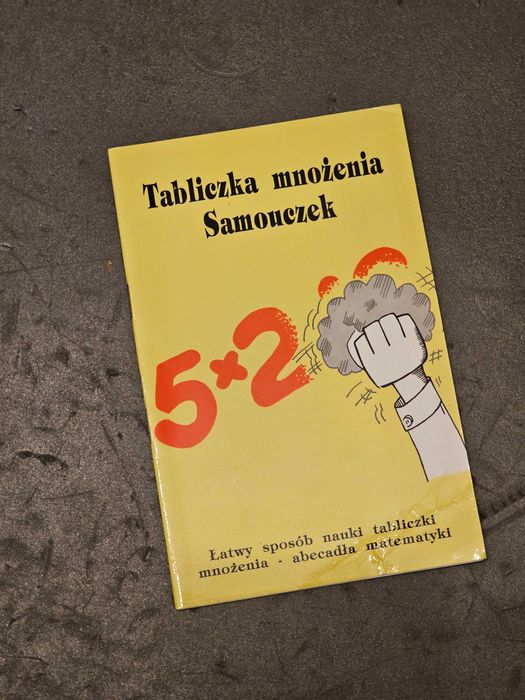 Tabliczka mnożenia
Samouczek
5×2
Łatwy sposób nauki tabliczki
mnożenia - abecadła matematyki